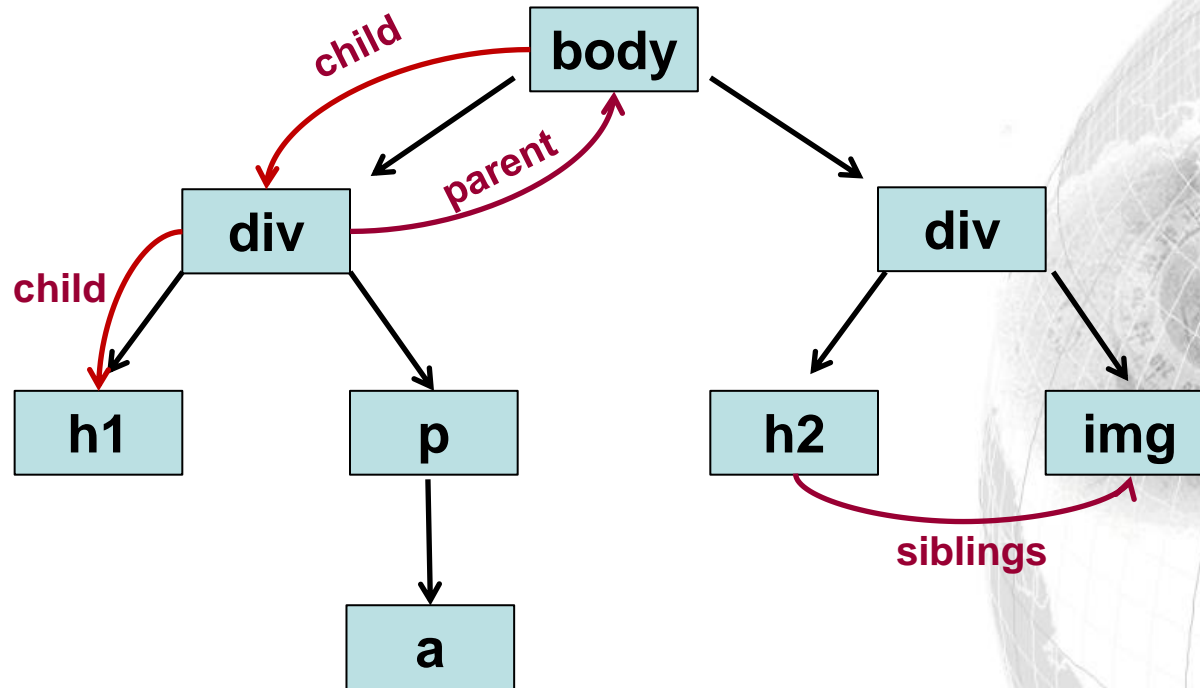 child
body
parent
div
div
child
h1
p
h2
img
siblings
a